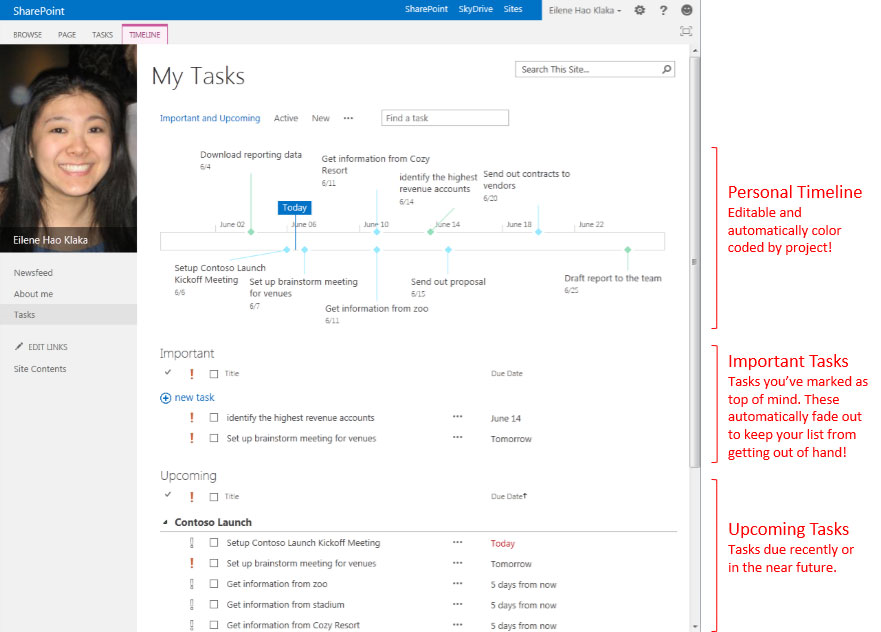 SharePoint
SharePoint SkyDrive Sites Eilene Hao Klaka ?
BROWSE PAGE TASKS TIMELINE
My Tasks
Search This Site...
Important and Upcoming Active New ••• Find a task
Download reporting data
6/4
Get information from Cozy
Resort
6/11
identify the highest
revenue accounts
6/14
Send out contracts to
vendors
6/20
Today
June 02 June 06 June 10 June 14 June 18 June 22
Setup Contoso Launch
Kickoff Meeting
6/6
Set up brainstorm meeting
for venues
6/7
Get information from zoo
6/11
Send out proposal
6/15
Draft report to the team
6/25
Eilene Hao Klaka
Newsfeed
About me
Tasks
EDIT LINKS
Site Contents
Important
Title Due Date
new task
identify the highest revenue accounts ••• June 14
Set up brainstorm meeting for venues ••• Tomorrow
Upcoming
Title Due Date
Contoso Launch
Setup Contoso Launch Kickoff Meeting ••• Today
Set up brainstorm meeting for venues ••• Tomorrow
Get information from zoo ••• 5 days from now
Get information from stadium ••• 5 days from now
Get information from Cozy Resort ••• 5 days from now
Personal Timeline
Editable and
automatically color
coded by project!
Important Tasks
Tasks you've marked as
top of mind. These
automatically fade out
to keep your list from
getting out of hand!
Upcoming Tasks
Tasks due recently or
in the near future.